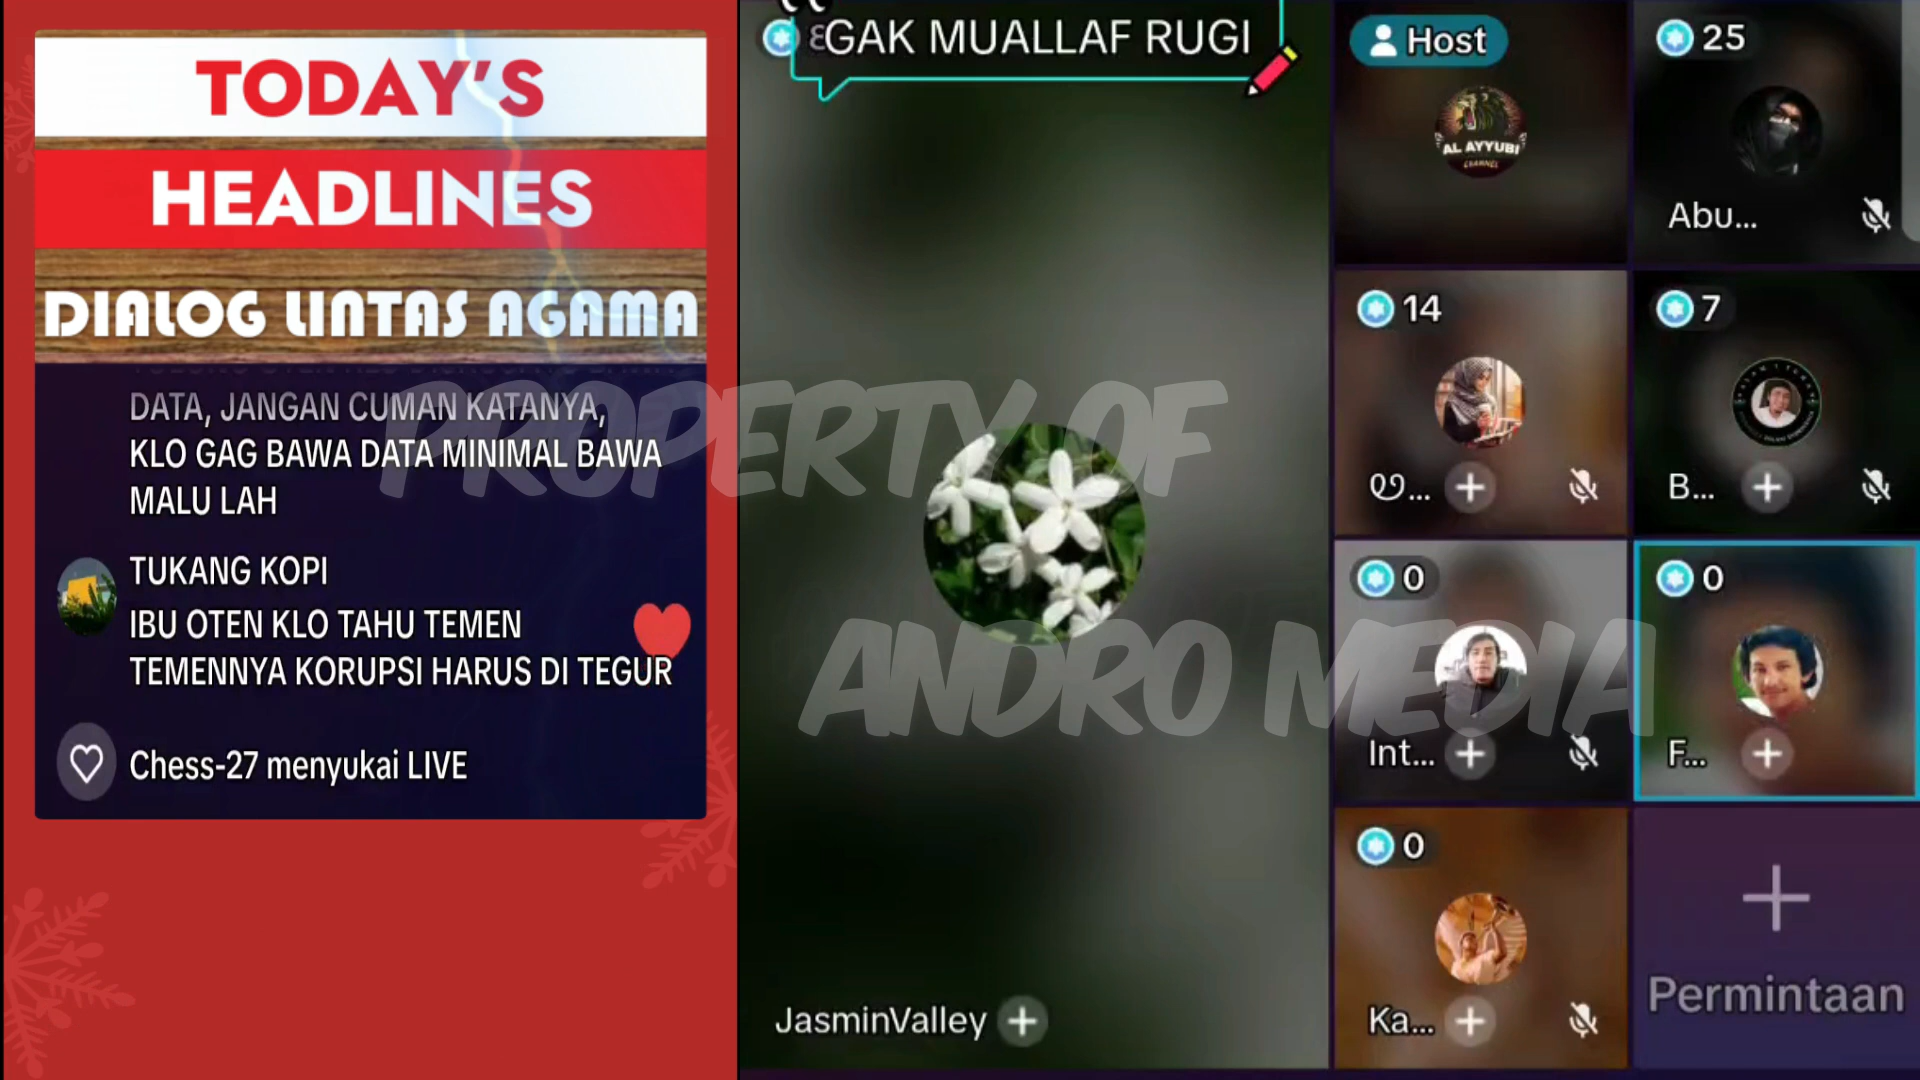 TODAY'S
HEADLINES
DIALOG LINTAS AGAMA
DATA, JANGAN CUMAN KATANYA,
KLO GAG BAWA DATA MINIMAL BAWA
MALU LAH
TUKANG KOPI
IBU OTEN KLO TAHU TEMEN
TEMENNYA KORUPSI HARUS DI TEGUR
Chess-27 menyukai LIVE
GAK MUALLAF RUGI
JasminValley
Host
AL AYYUBI
CHANNEL
25
Abu...
14
7
B...
0
Int...
0
F...
0
Ka...
Permintaan
PROPERTY OF
ANDRO MEDIA